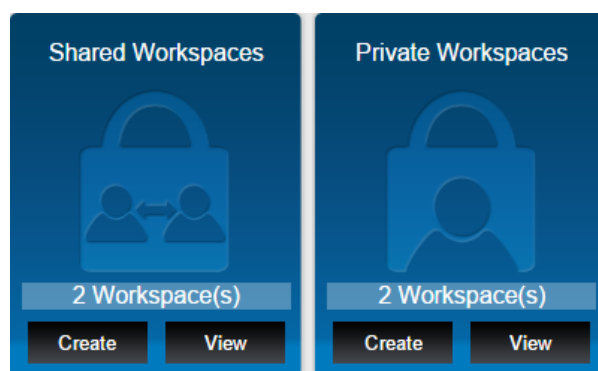 Shared Workspaces
2 Workspace(s)
Create
View
Private Workspaces
2 Workspace(s)
Create
View